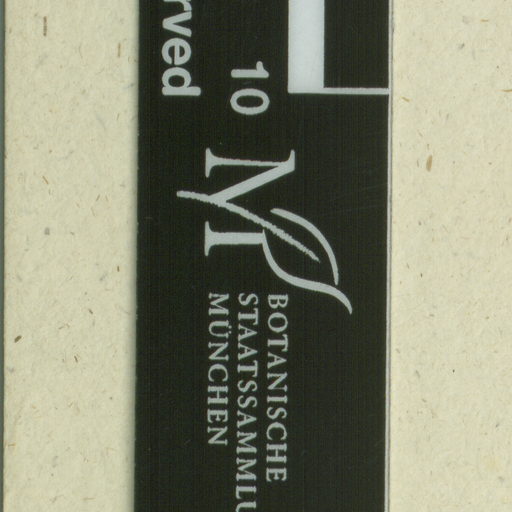 rved
10
M
BOTANISCHE
STAATSSAMMLU
MÜNCHEN